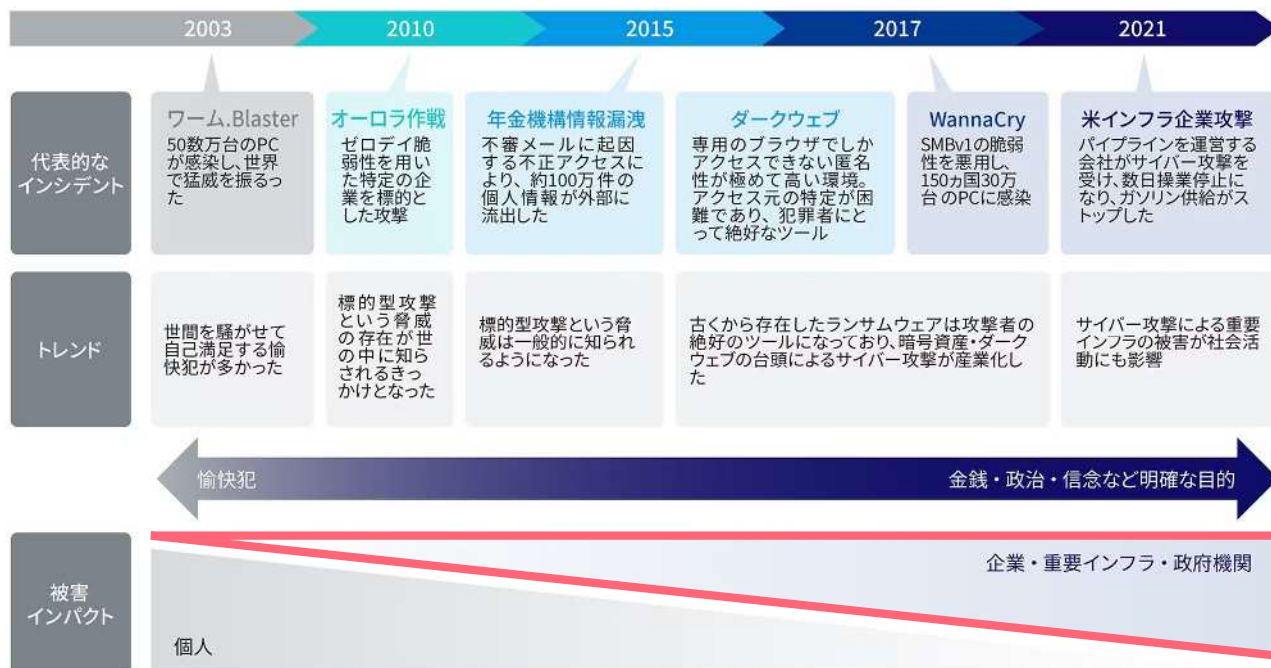 2003
2010
2015
2017
2021
代表的な
インシデント
ワーム.Blaster
50数万台のPC
が感染し、世界
で猛威を振るっ
た
オーロラ作戦
ゼロデイ脆
弱性を用い
た特定の企
業を標的と
した攻撃
年金機構情報漏洩
不審メールに起因
する不正アクセスに
より、約100万件の
個人情報が外部に
流出した
ダークウェブ
専用のブラウザでしか
アクセスできない匿名
性が極めて高い環境。
アクセス元の特定が困
難であり、犯罪者にと
って絶好なツール
WannaCry
SMBv1の脆弱
性を悪用し、
150ヵ国30万
台のPCに感染
米インフラ企業攻撃
パイプラインを運営する
会社がサイバー攻撃を
受け、数日操業停止に
なり、ガソリン供給がス
トップした
トレンド
世間を騒がせて
自己満足する愉
快犯が多かった
標的型攻撃
という脅威
の存在が世
の中に知ら
されるきっ
かけとなった
標的型攻撃という脅
威は一般的に知られ
るようになった
古くから存在したランサムウェアは攻撃者の
絶好のツールになっており、暗号資産・ダーク
ウェブの台頭によるサイバー攻撃が産業化し
た
サイバー攻撃による重要
インフラの被害が社会活
動にも影響
愉快犯
金銭・政治・信念など明確な目的
被害
インパクト
企業・重要インフラ・政府機関
個人